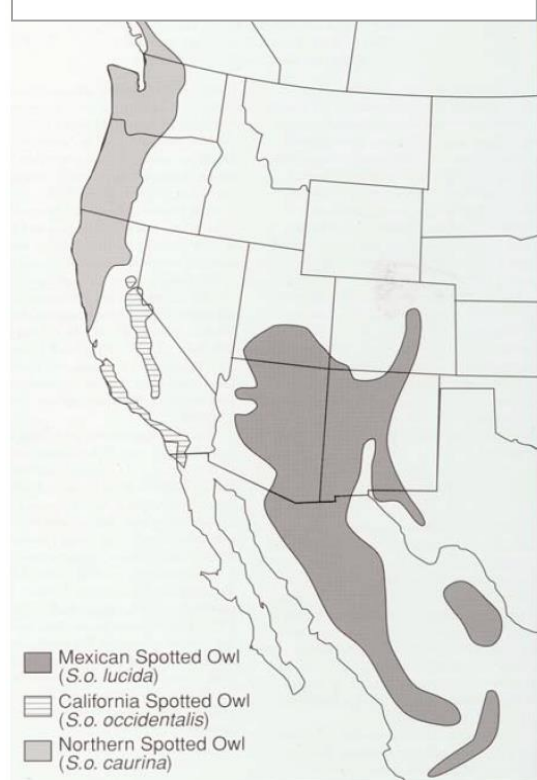 Mexican Spotted Owl
(S.o. lucida)
California Spotted Owl
(S.o. occidentalis)
Northern Spotted Owl
(S.o. caurina)